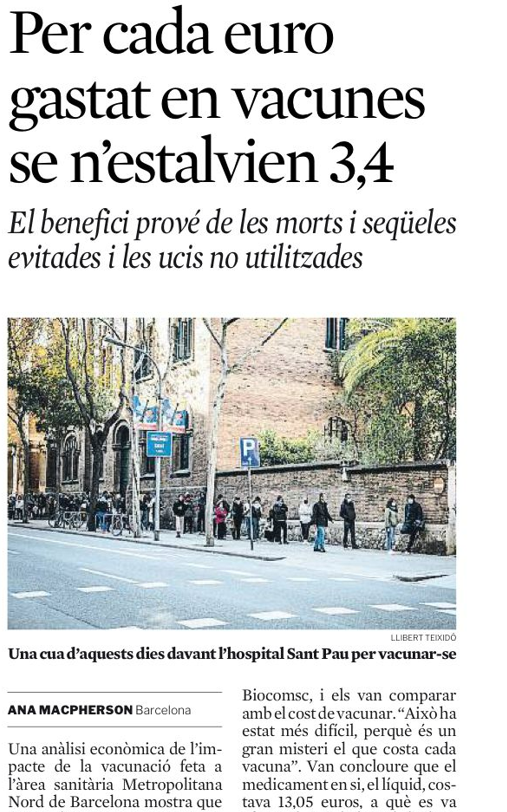 Per cada euro
gastat en vacunes
se n’estalvien 3,4
El benefici prové de les morts i seqüeles
evitades i les ucis no utilitzades
P
LLIBERT TEIXIDÓ
Una cua d’aquests dies davant l’hospital Sant Pau per vacunar-se
ANA MACPHERSON Barcelona
Una anàlisi econòmica de l’im-
pacte de la vacunació feta a
l’àrea sanitària Metropolitana
Nord de Barcelona mostra que
Biocomsc, i els van comparar
amb el cost de vacunar. “Això ha
estat més difícil, perquè és un
gran misteri el que costa cada
vacuna”. Van concloure que el
medicament en si, el líquid, cos-
tava 13,05 euros, a què es va